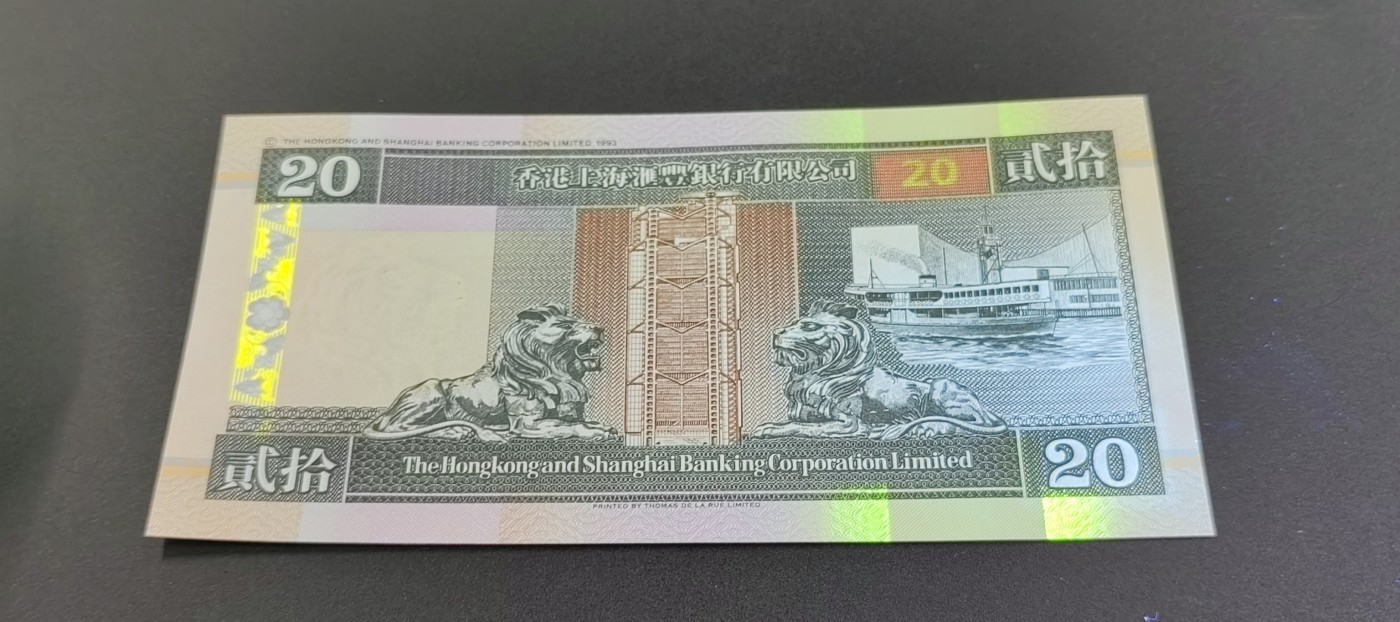 © THE HONGKONG AND SHANGHAI BANKING CORPORATION LIMITED 1993
20 香港上海滙豐銀行有限公司 20 貳拾
貳拾 The Hongkong and Shanghai Banking Corporation Limited 20
PRINTED BY THOMAS DE LA RUE LIMITED